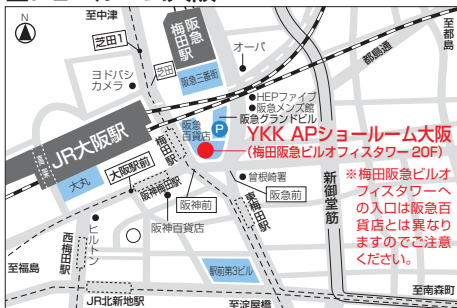 N
至中津
芝田1
阪急
梅田駅
芝田
阪急三番街
オーパ
都島通
至都島
ヨドバシ
カメラ
●HEPファイブ
●阪急メンズ館
阪急グランドビル
P
阪急
百貨店
YKK APショールーム大阪
(梅田阪急ビルオフィスタワー20F)
JR大阪駅
梅田駅
大阪駅前
大丸
阪神梅田駅
阪神前
曽根崎署
阪急前
東梅田駅
新御堂筋
※梅田阪急ビルオ
フィスタワーへ
の入口は阪急百
貨店とは異なり
ますのでご注意
ください。
ヒルトン
阪神百貨店
西梅田駅
至福島
駅前第3ビル
JR北新地駅
至淀屋橋
至南森町